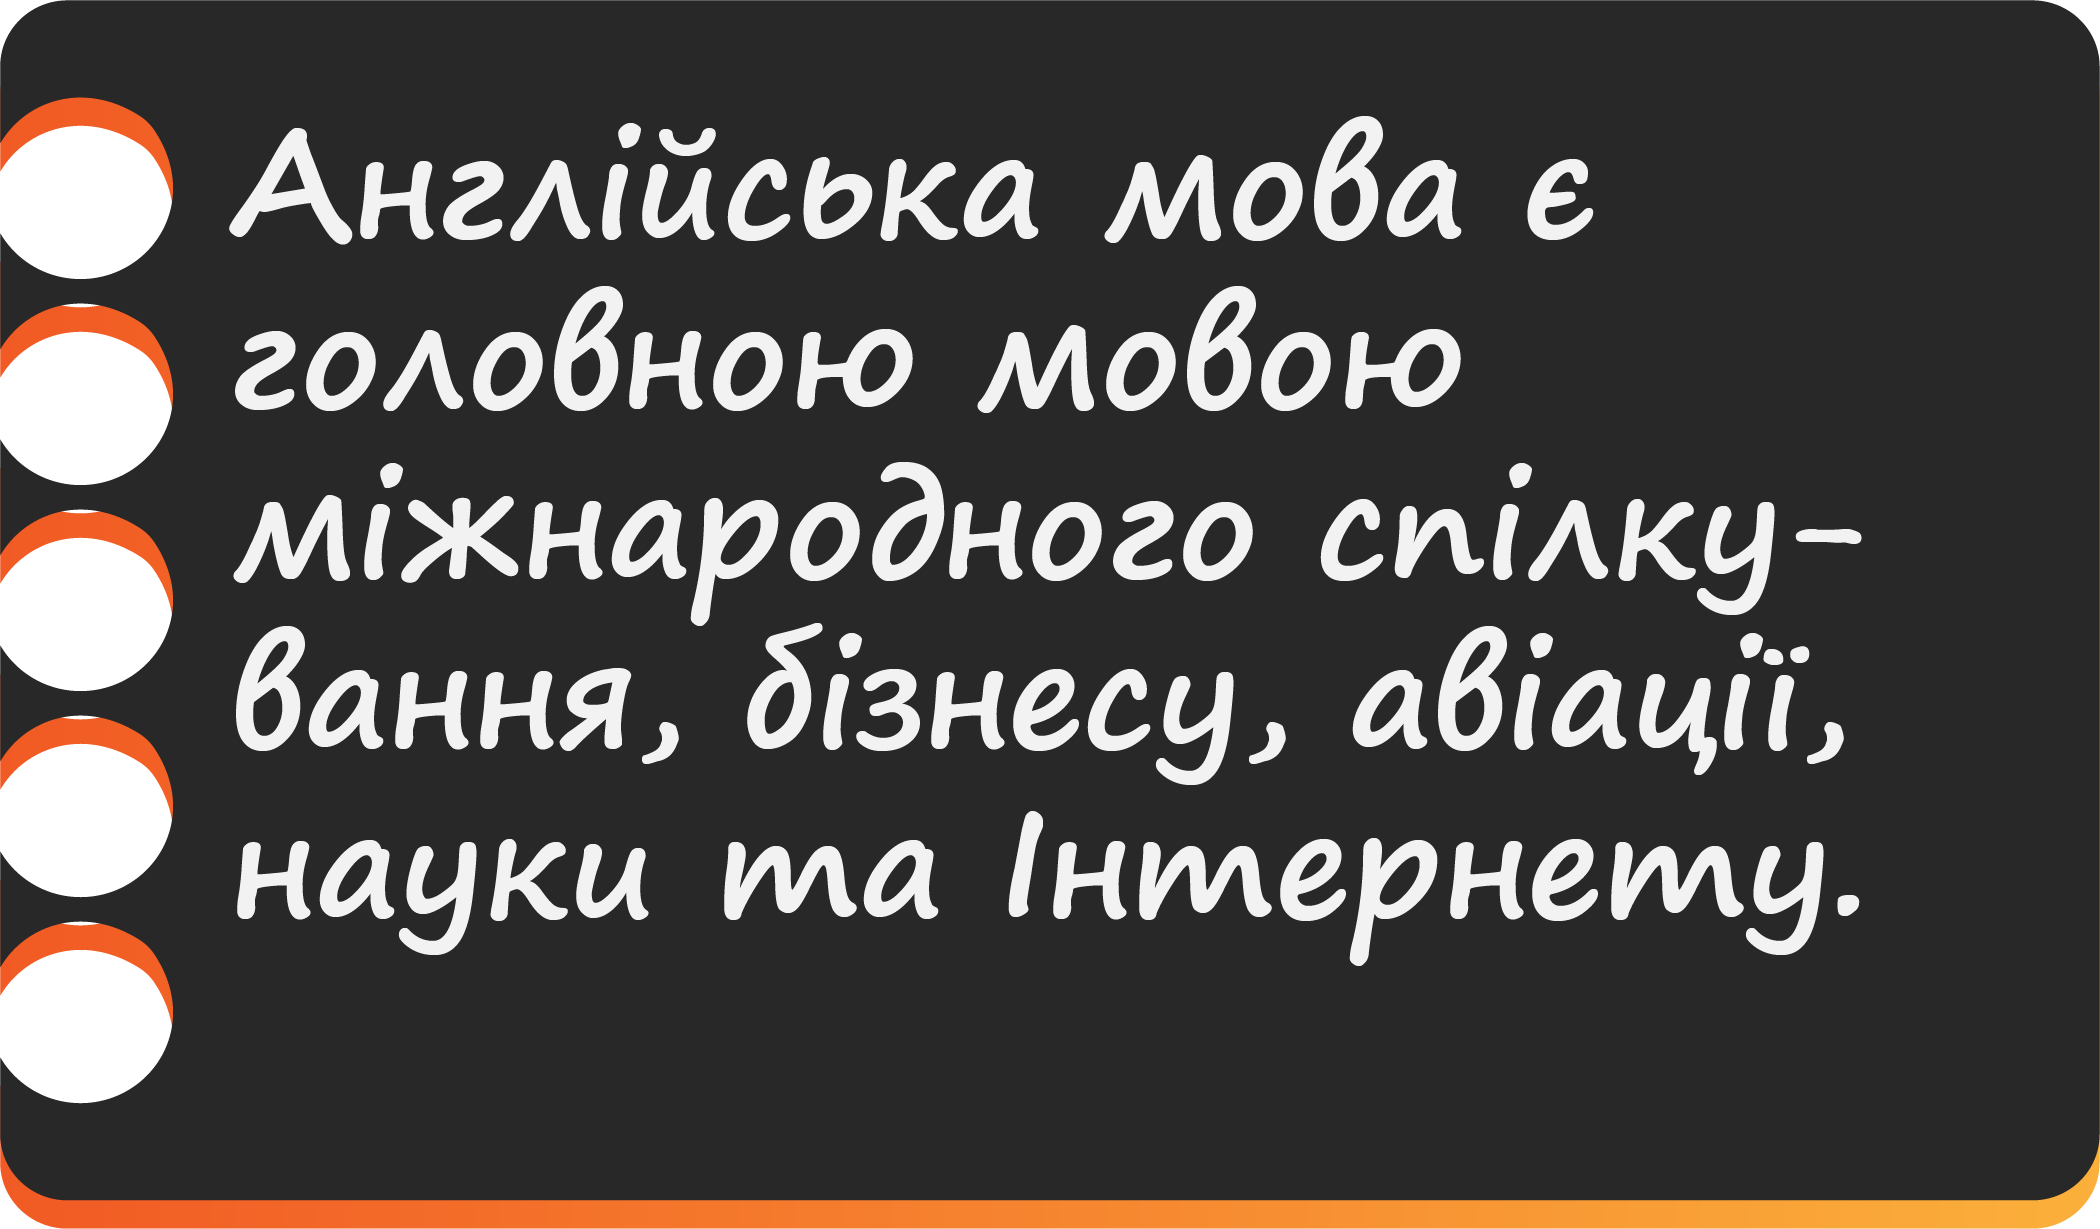 Англійська мова є
головною мовою
міжнародного спілку-
вання, бізнесу, авіації,
науки та Інтернету.